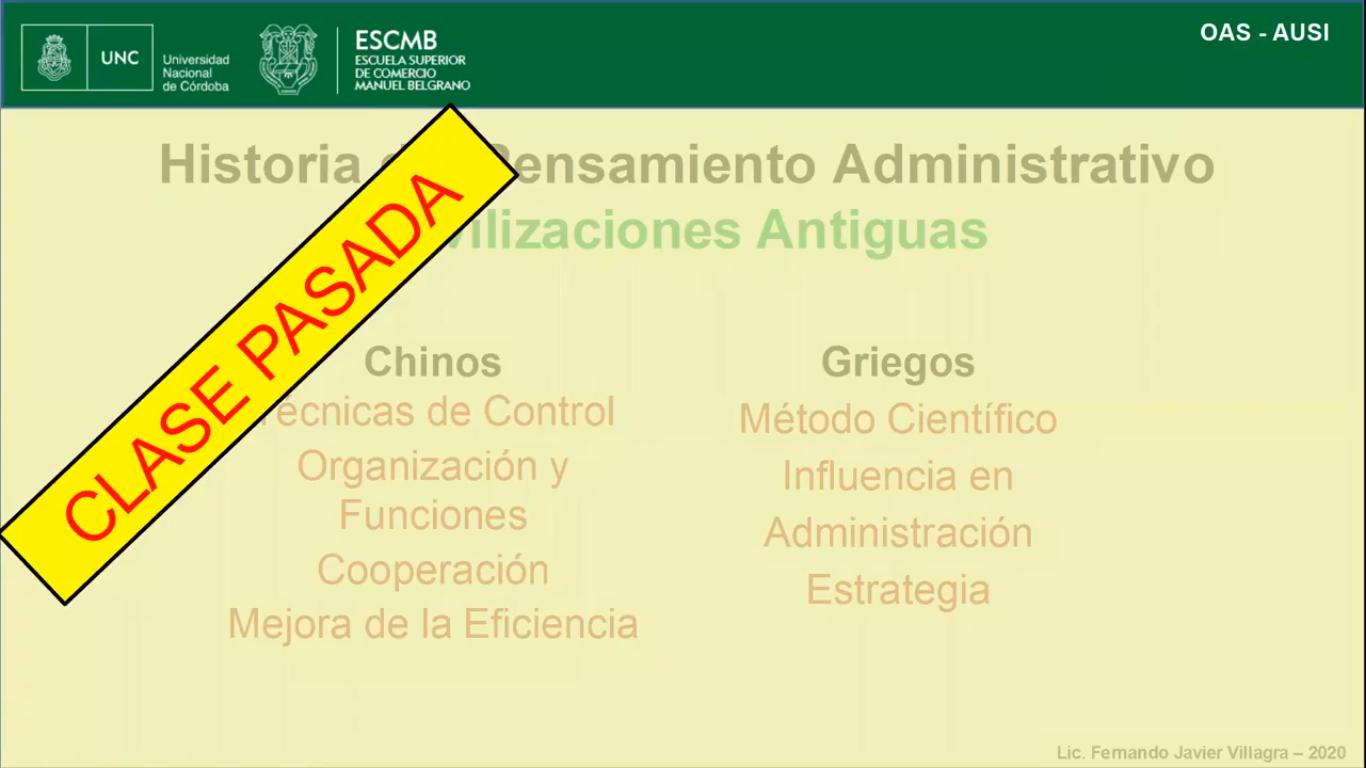 UNC
Universidad
Nacional
de Córdoba
ESCMB
ESCUELA SUPERIOR
DE COMERCIO
MANUEL BELGRANO
OAS - AUSI
Historia Pensamiento Administrativo
Antiguas
CLASE PASADA
Chinos
Técnicas de Control
Organización y
Funciones
Cooperación
Mejora de la Eficiencia
Griegos
Método Científico
Influencia en
Administración
Estrategia
Lic. Fernando Javier Villagra – 2020